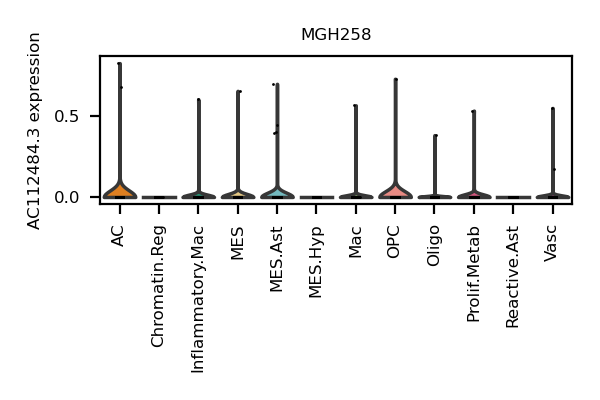 MGH258
AC112484.3 expression
0.5
0.0
AC
Chromatin.Reg
Inflammatory.Mac
MES
MES.Ast
MES.Hyp
Mac
OPC
Oligo
Prolif.Metab
Reactive.Ast
Vasc